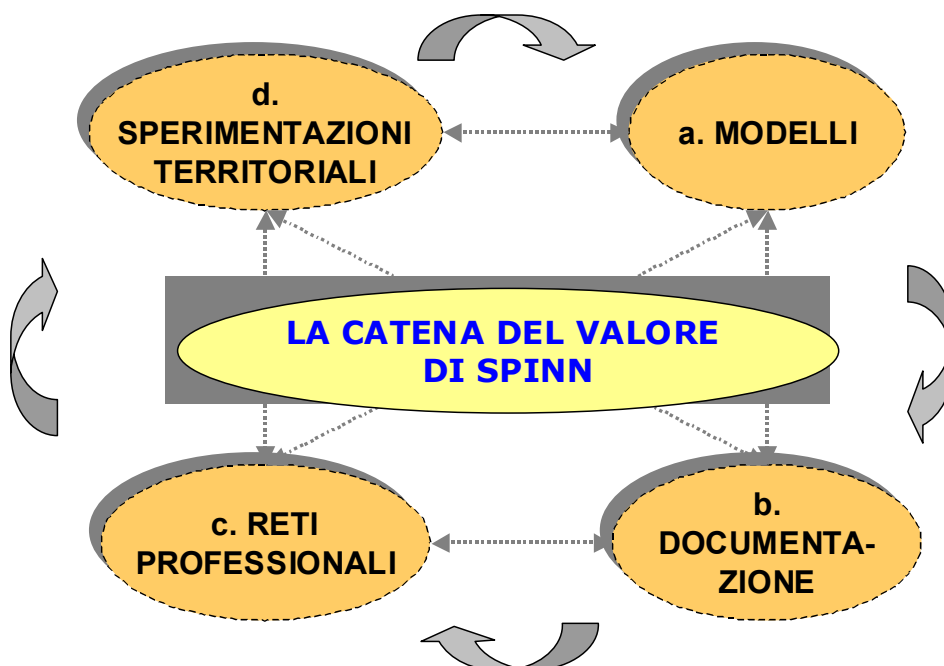 d.
SPERIMENTAZIONI
TERRITORIALI
a. MODELLI
LA CATENA DEL VALORE
DI SPINN
c. RETI
PROFESSIONALI
b.
DOCUMENTA-
ZIONE